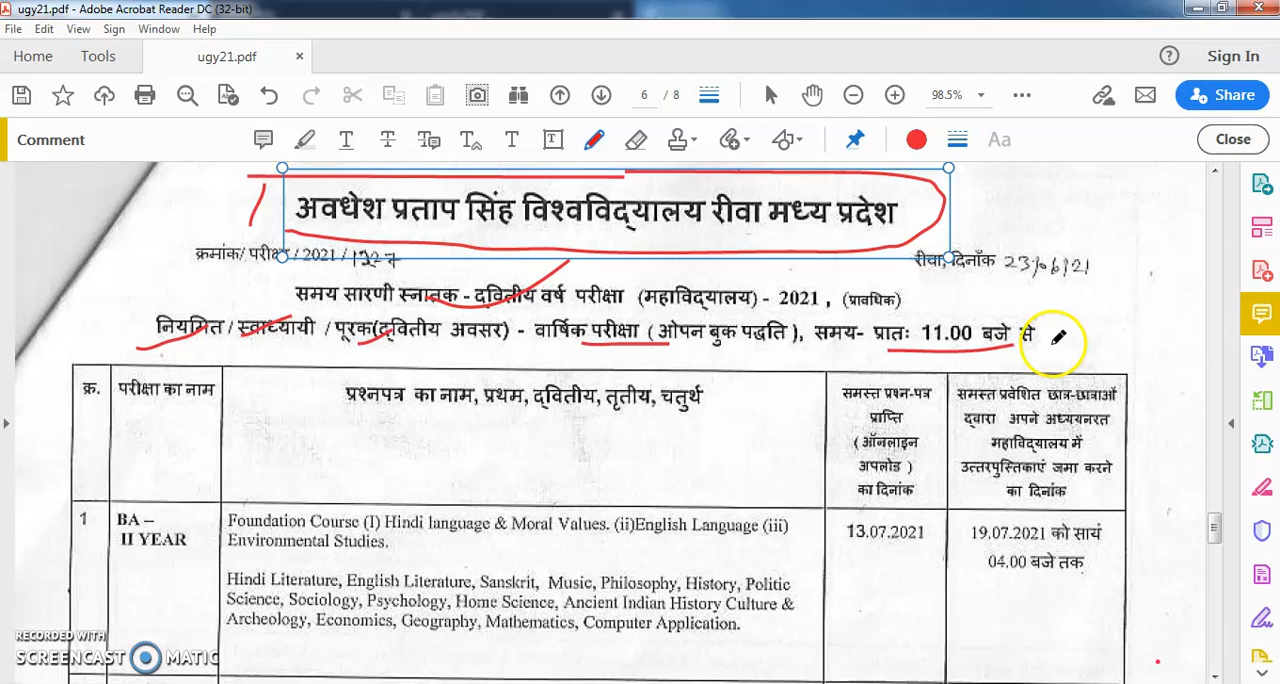 ugy21.pdf - Adobe Acrobat Reader DC (32-bit)
File Edit View Sign Window Help
Home Tools ugy21.pdf × ? Sign In
6 / 8 98.5% Share
Comment Aa Close
अवधेश प्रताप सिंह विश्वविद्यालय रीवा मध्य प्रदेश
क्रमांक/ परीक्षा / 2021 / 1327 रीवा, दिनाँक 23/06/21
समय सारणी स्नातक - द्वितीय वर्ष परीक्षा (महाविद्यालय) - 2021 , (प्रावधिक)
नियमित / स्वाध्यायी / पूरक(द्वितीय अवसर) - वार्षिक परीक्षा ( ओपन बुक पद्धति ), समय- प्रातः 11.00 बजे से
क्र. परीक्षा का नाम प्रश्नपत्र का नाम, प्रथम, द्वितीय, तृतीय, चतुर्थ
समस्त प्रश्न-पत्र
प्राप्ति
( ऑनलाइन
अपलोड )
का दिनांक
समस्त प्रवेशित छात्र-छात्राओं
द्वारा अपने अध्ययनरत
महाविद्यालय में
उत्तरपुस्तिकाएं जमा करने
का दिनांक
1 BA –
II YEAR
Foundation Course (I) Hindi language & Moral Values. (ii)English Language (iii)
Environmental Studies.
Hindi Literature, English Literature, Sanskrit, Music, Philosophy, History, Politic
Science, Sociology, Psychology, Home Science, Ancient Indian History Culture &
Archeology, Economics, Geography, Mathematics, Computer Application.
13.07.2021
19.07.2021 को सायं
04.00 बजे तक
RECORDED WITH
SCREENCAST MATIC